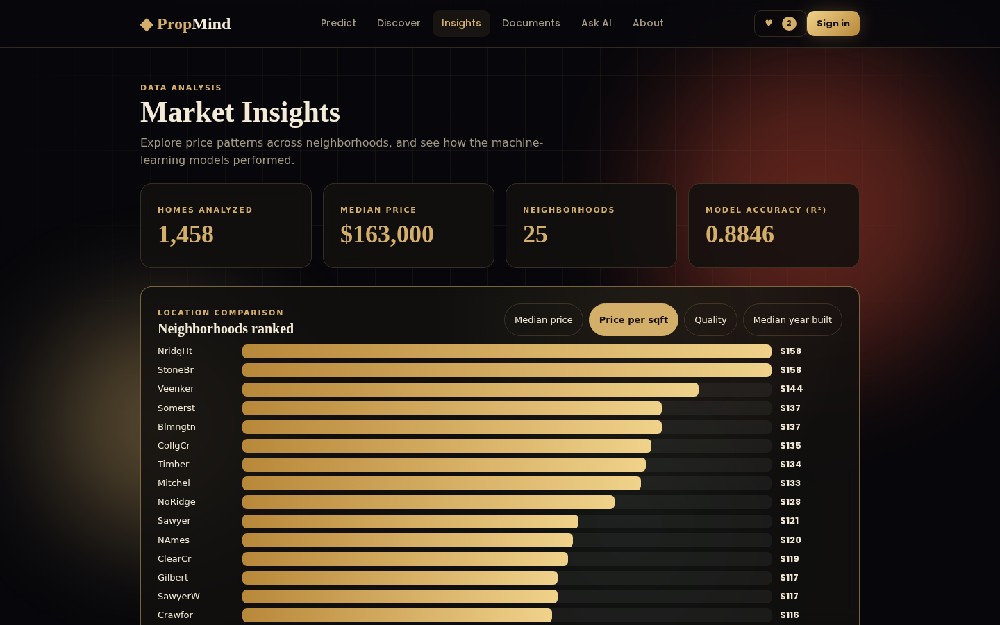 ◆ PropMind Predict Discover Insights Documents Ask AI About ♥ 2 Sign in
DATA ANALYSIS
Market Insights
Explore price patterns across neighborhoods, and see how the machine-
learning models performed.
HOMES ANALYZED
1,458
MEDIAN PRICE
$163,000
NEIGHBORHOODS
25
MODEL ACCURACY (R²)
0.8846
LOCATION COMPARISON
Neighborhoods ranked
Median price Price per sqft Quality Median year built
NridgHt $158
StoneBr $158
Veenker $144
Somerst $137
Blmngtn $137
CollgCr $135
Timber $134
Mitchel $133
NoRidge $128
Sawyer $121
NAmes $120
ClearCr $119
Gilbert $117
SawyerW $117
Crawfor $116